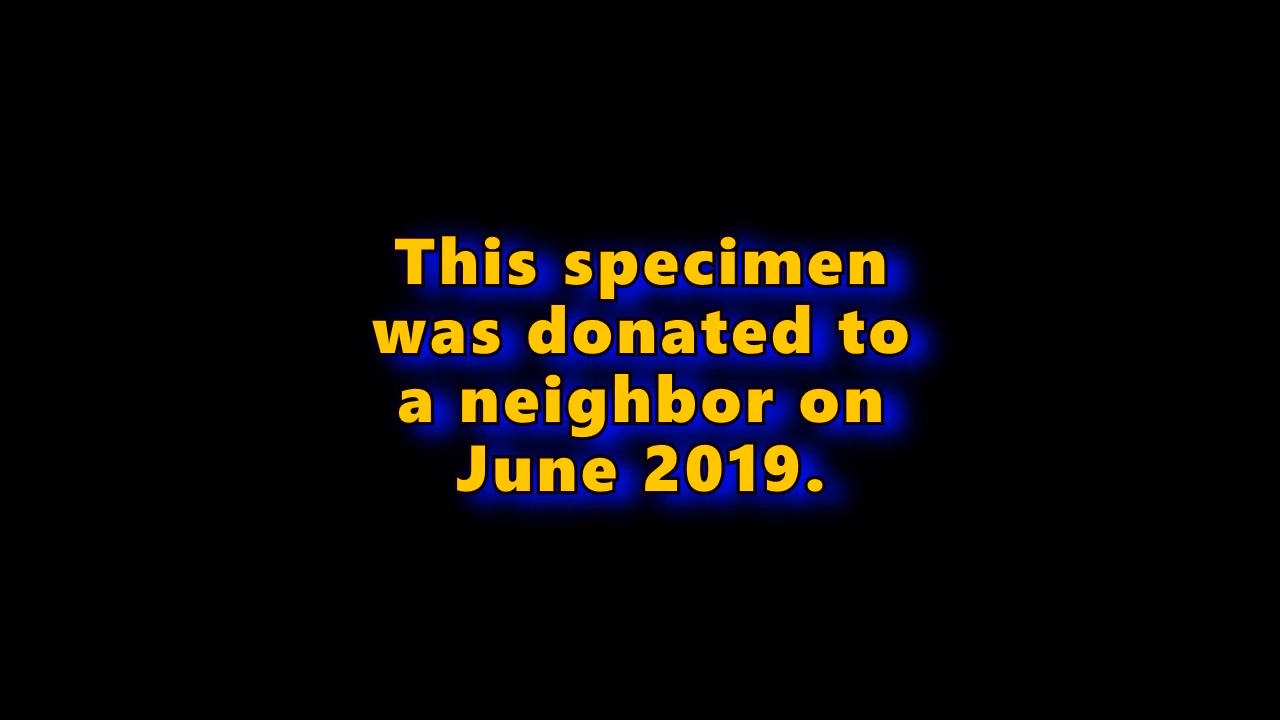 This specimen
was donated to
a neighbor on
June 2019.